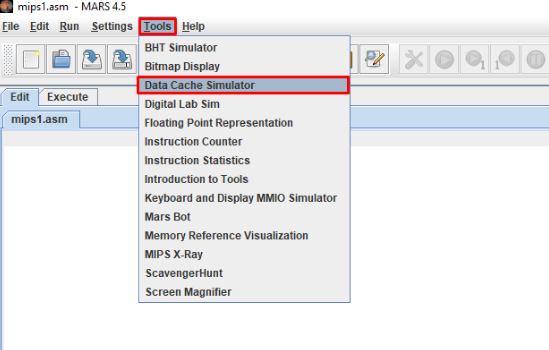 mips1.asm - MARS 4.5
File Edit Run Settings Tools Help
BHT Simulator
Bitmap Display
Data Cache Simulator
Digital Lab Sim
Floating Point Representation
Instruction Counter
Instruction Statistics
Introduction to Tools
Keyboard and Display MMIO Simulator
Mars Bot
Memory Reference Visualization
MIPS X-Ray
ScavengerHunt
Screen Magnifier
1 1
Edit Execute
mips1.asm